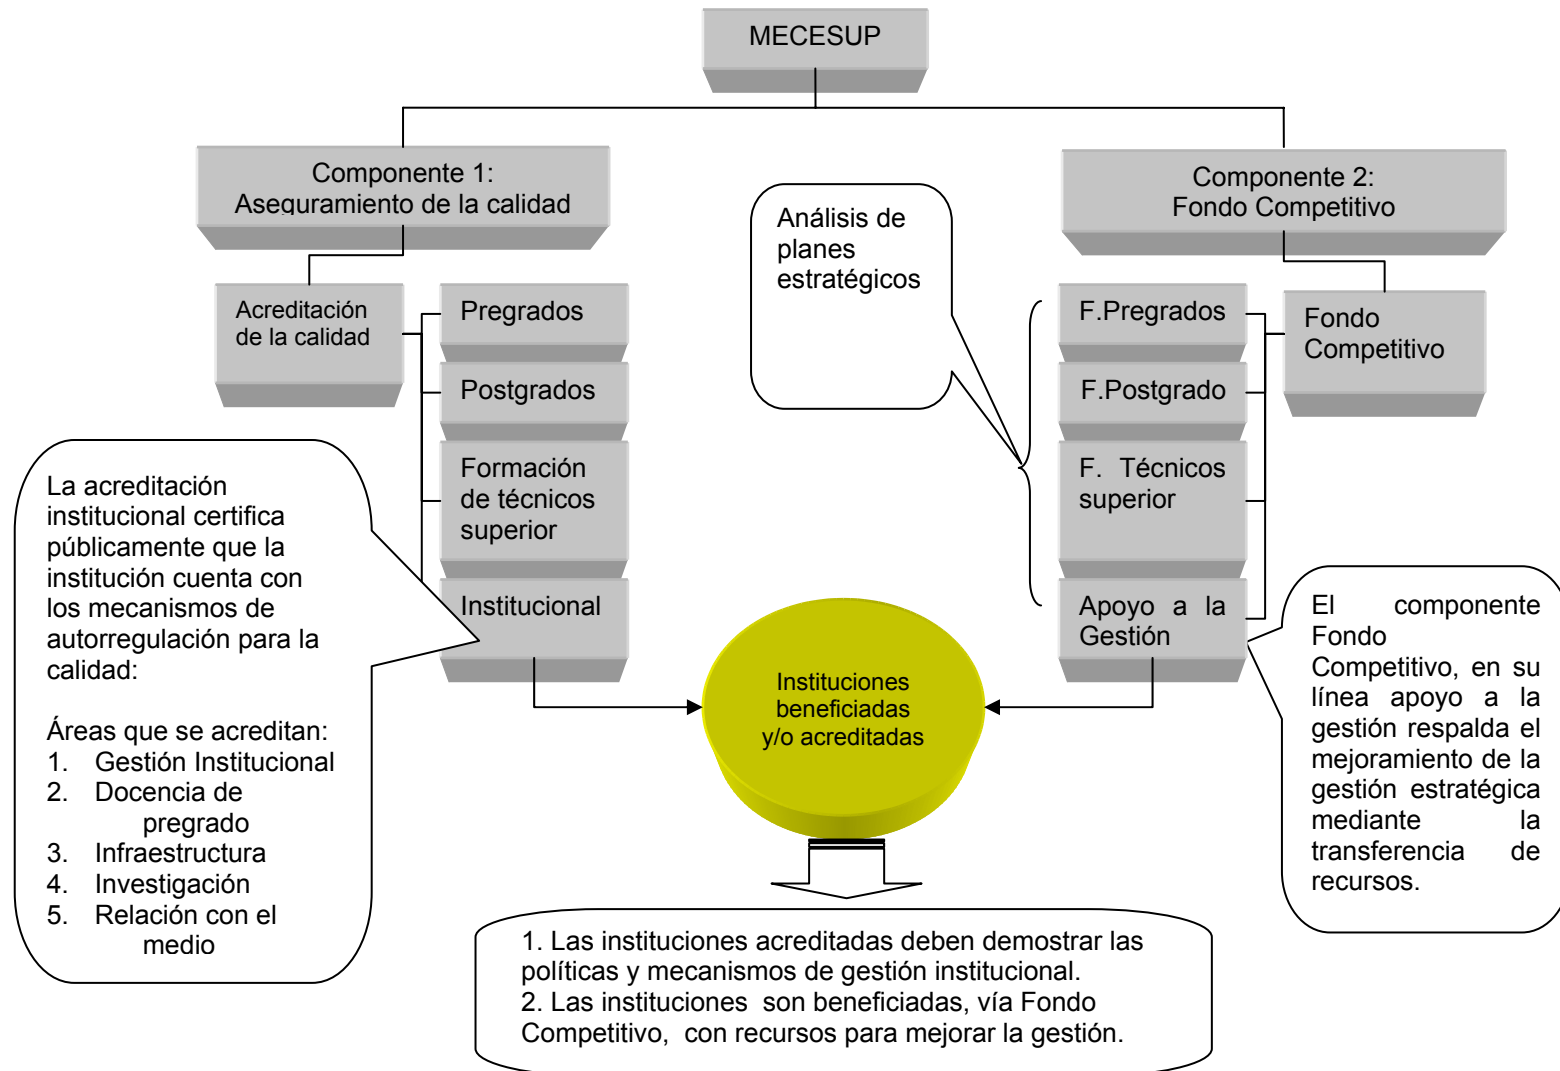 MECESUP
Componente 1:
Aseguramiento de la calidad
Componente 2:
Fondo Competitivo
Análisis de
planes
estratégicos
Acreditación
de la calidad
Pregrados
Postgrados
Formación
de técnicos
superior
Institucional
F.Pregrados
F.Postgrado
F. Técnicos
superior
Apoyo a la
Gestión
Fondo
Competitivo
La acreditación
institucional certifica
públicamente que la
institución cuenta con
los mecanismos de
autorregulación para la
calidad:
Áreas que se acreditan:
1. Gestión Institucional
2. Docencia de
pregrado
3. Infraestructura
4. Investigación
5. Relación con el
medio
Instituciones
beneficiadas
y/o acreditadas
El componente
Fondo
Competitivo, en su
línea apoyo a la
gestión respalda el
mejoramiento de la
gestión estratégica
mediante la
transferencia de
recursos.
1. Las instituciones acreditadas deben demostrar las
políticas y mecanismos de gestión institucional.
2. Las instituciones son beneficiadas, vía Fondo
Competitivo, con recursos para mejorar la gestión.